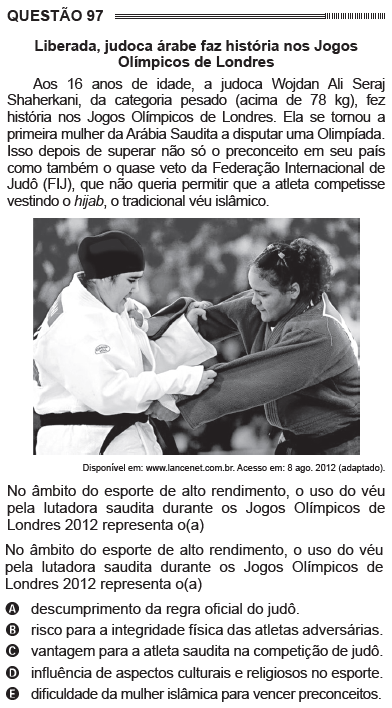 QUESTÃO 97
Liberada, judoca árabe faz história nos Jogos
Olímpicos de Londres
Aos 16 anos de idade, a judoca Wojdan Ali Seraj
Shaherkani, da categoria pesado (acima de 78 kg), fez
história nos Jogos Olímpicos de Londres. Ela se tornou a
primeira mulher da Arábia Saudita a disputar uma Olimpíada.
Isso depois de superar não só o preconceito em seu país
como também o quase veto da Federação Internacional de
Judô (FIJ), que não queria permitir que a atleta competisse
vestindo o hijab, o tradicional véu islâmico.
Disponível em: www.lancenet.com.br. Acesso em: 8 ago. 2012 (adaptado).
No âmbito do esporte de alto rendimento, o uso do véu
pela lutadora saudita durante os Jogos Olímpicos de
Londres 2012 representa o(a)
No âmbito do esporte de alto rendimento, o uso do véu
pela lutadora saudita durante os Jogos Olímpicos de
Londres 2012 representa o(a)
A descumprimento da regra oficial do judô.
B risco para a integridade física das atletas adversárias.
C vantagem para a atleta saudita na competição de judô.
D influência de aspectos culturais e religiosos no esporte.
E dificuldade da mulher islâmica para vencer preconceitos.